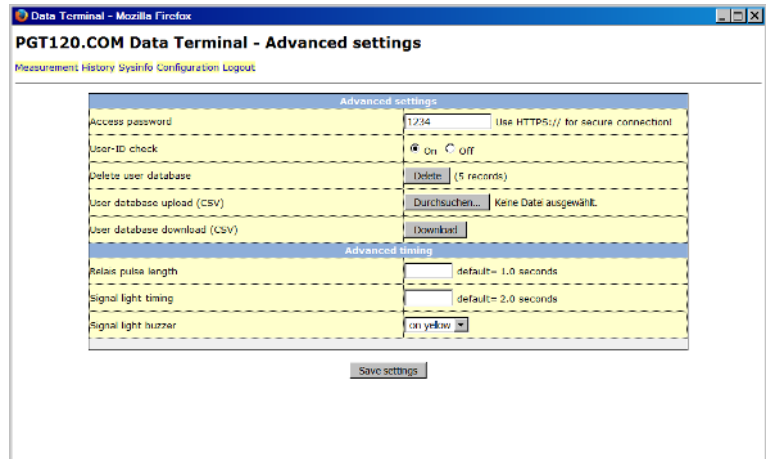 Data Terminal - Mozilla Firefox
PGT120.COM Data Terminal - Advanced settings
Measurement History Sysinfo Configuration Logout
Advanced settings
Access password 1234 Use HTTPS:// for secure connection!
User-ID check On Off
Delete user database Delete (5 records)
User database upload (CSV) Durchsuchen... Keine Datei ausgewählt.
User database download (CSV) Download
Advanced timing
Relais pulse length default= 1.0 seconds
Signal light timing default= 2.0 seconds
Signal light buzzer on yellow
Save settings